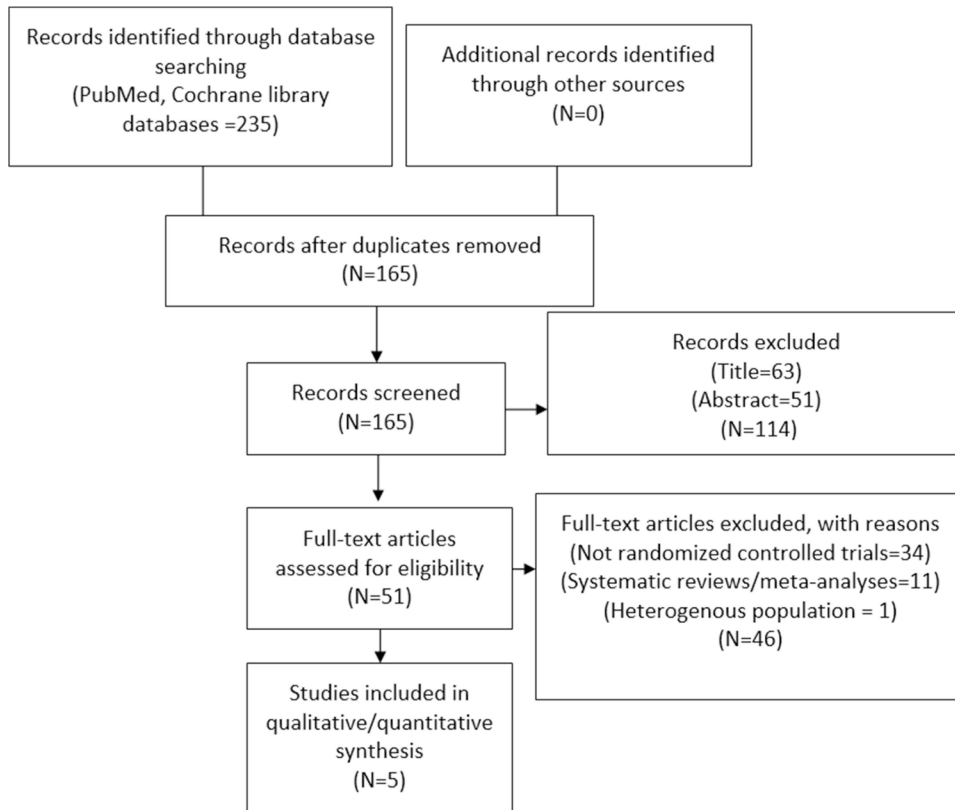 Records identified through database
searching
(PubMed, Cochrane library
databases =235)
Additional records identified
through other sources
(N=0)
Records after duplicates removed
(N=165)
Records screened
(N=165)
Records excluded
(Title=63)
(Abstract=51)
(N=114)
Full-text articles
assessed for eligibility
(N=51)
Full-text articles excluded, with reasons
(Not randomized controlled trials=34)
(Systematic reviews/meta-analyses=11)
(Heterogenous population = 1)
(N=46)
Studies included in
qualitative/quantitative
synthesis
(N=5)